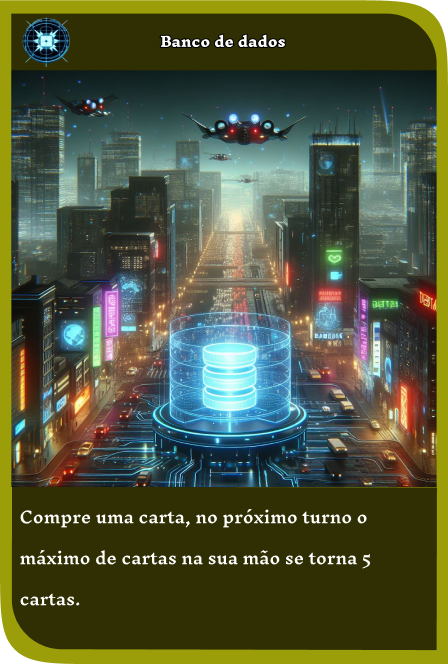 Banco de dados
Compre uma carta, no próximo turno o
máximo de cartas na sua mão se torna 5
cartas.